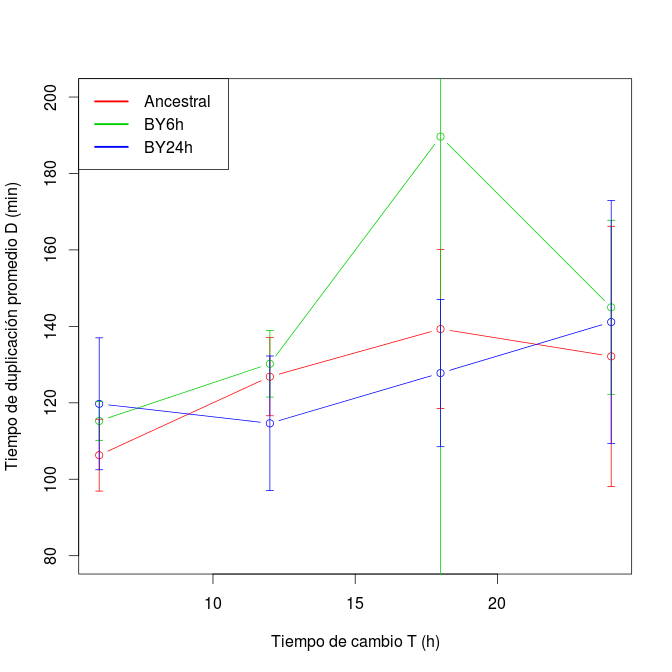 Ancestral
BY6h
BY24h
200
180
160
140
120
100
80
Tiempo de duplicación promedio D (min)
10 15 20
Tiempo de cambio T (h)